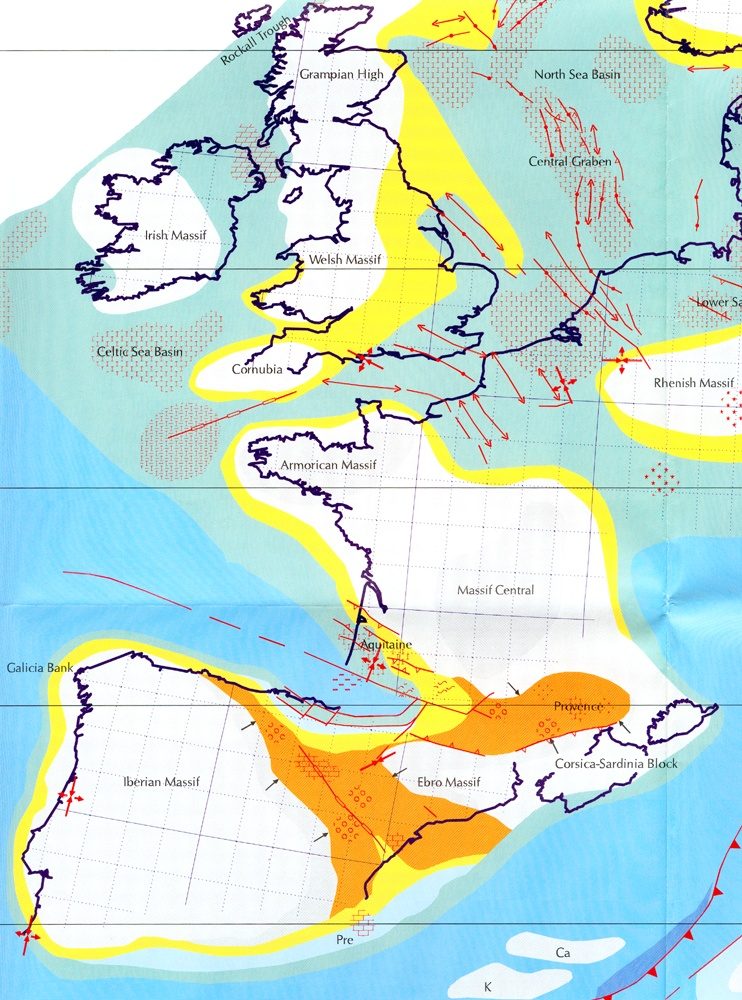 Rockall Trough
Grampian High
North Sea Basin
Central Graben
Irish Massif
Welsh Massif
Lower Sa
Celtic Sea Basin
Cornubia
Rhenish Massif
Armorican Massif
Massif Central
Aquitaine
Galicia Bank
Provence
Corsica-Sardinia Block
Iberian Massif
Ebro Massif
Pre
Ca
K